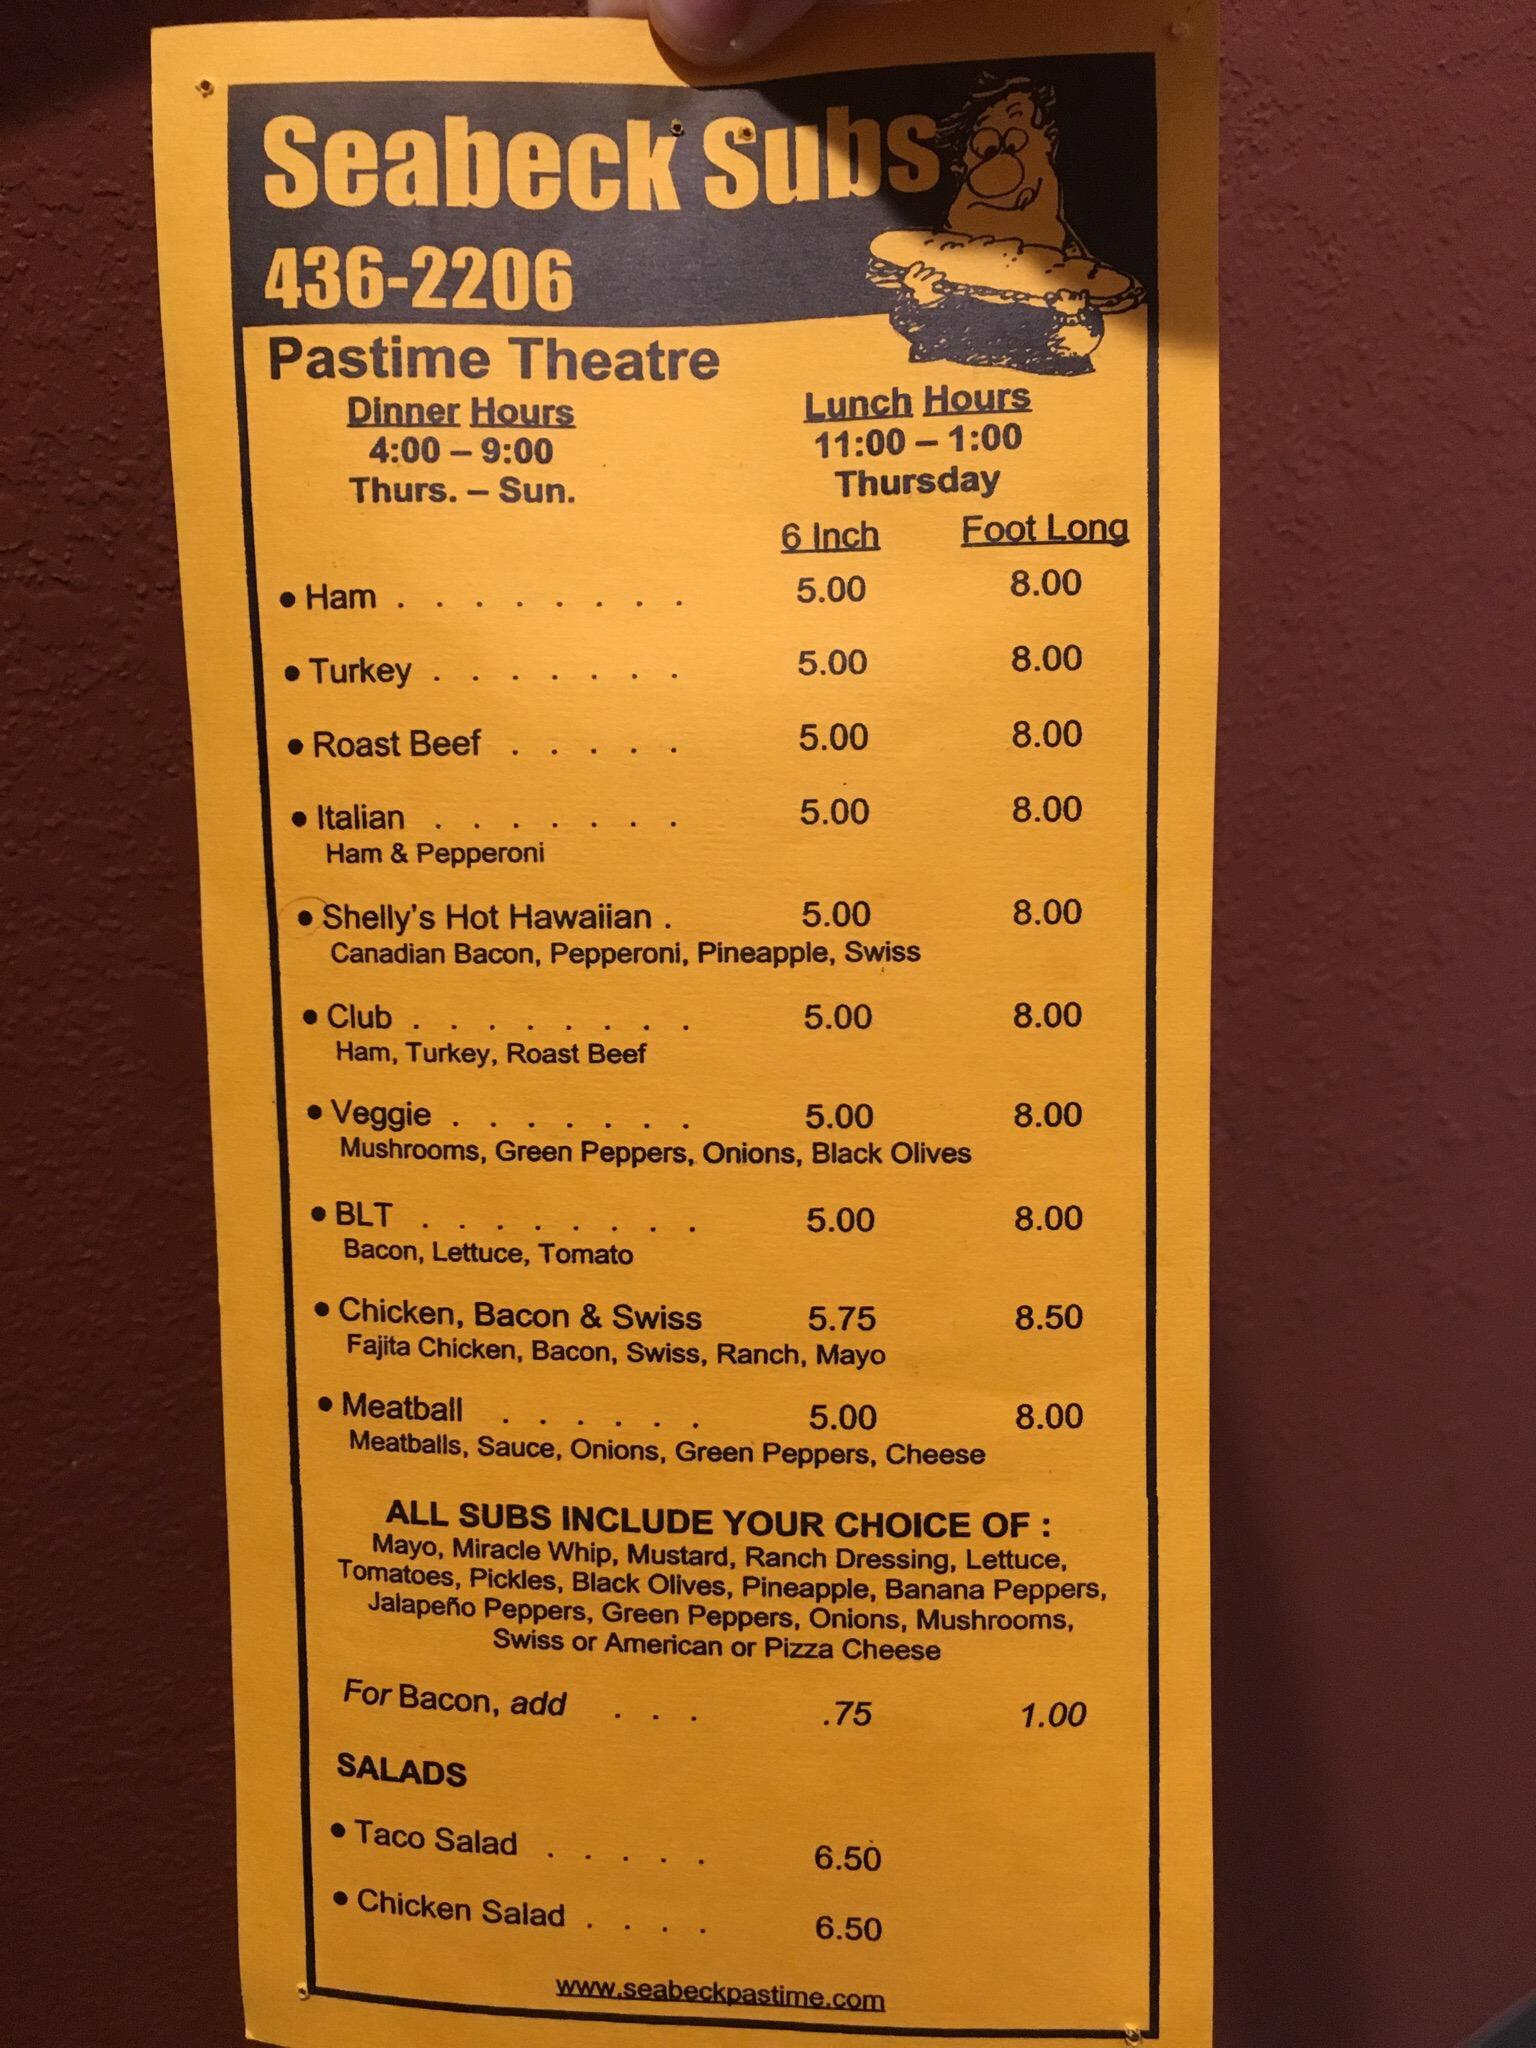 Seabeck Subs
436-2206
Pastime Theatre
Dinner Hours
4:00 – 9:00
Thurs. – Sun.
Lunch Hours
11:00 – 1:00
Thursday
6 Inch Foot Long
• Ham . . . . . . . . 5.00 8.00
• Turkey . . . . . . . 5.00 8.00
• Roast Beef . . . . . 5.00 8.00
• Italian . . . . . . . 5.00 8.00
Ham & Pepperoni
• Shelly's Hot Hawaiian . 5.00 8.00
Canadian Bacon, Pepperoni, Pineapple, Swiss
• Club . . . . . . . . 5.00 8.00
Ham, Turkey, Roast Beef
• Veggie . . . . . . . 5.00 8.00
Mushrooms, Green Peppers, Onions, Black Olives
• BLT . . . . . . . . 5.00 8.00
Bacon, Lettuce, Tomato
• Chicken, Bacon & Swiss 5.75 8.50
Fajita Chicken, Bacon, Swiss, Ranch, Mayo
• Meatball . . . . . . 5.00 8.00
Meatballs, Sauce, Onions, Green Peppers, Cheese
ALL SUBS INCLUDE YOUR CHOICE OF :
Mayo, Miracle Whip, Mustard, Ranch Dressing, Lettuce,
Tomatoes, Pickles, Black Olives, Pineapple, Banana Peppers,
Jalapeño Peppers, Green Peppers, Onions, Mushrooms,
Swiss or American or Pizza Cheese
For Bacon, add . . . .75 1.00
SALADS
• Taco Salad . . . . . 6.50
• Chicken Salad . . . . 6.50
www.seabeckpastime.com